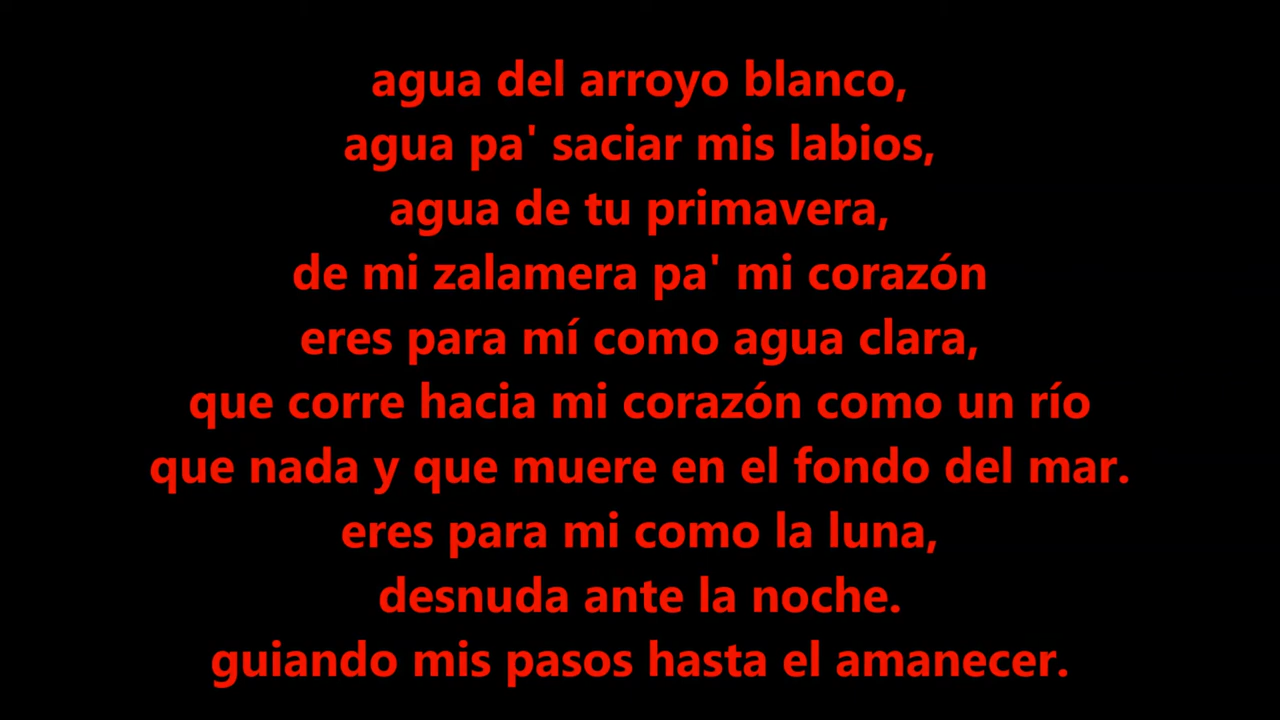 agua del arroyo blanco,
agua pa' saciar mis labios,
agua de tu primavera,
de mi zalamera pa' mi corazón
eres para mí como agua clara,
que corre hacia mi corazón como un río
que nada y que muere en el fondo del mar.
eres para mi como la luna,
desnuda ante la noche.
guiando mis pasos hasta el amanecer.